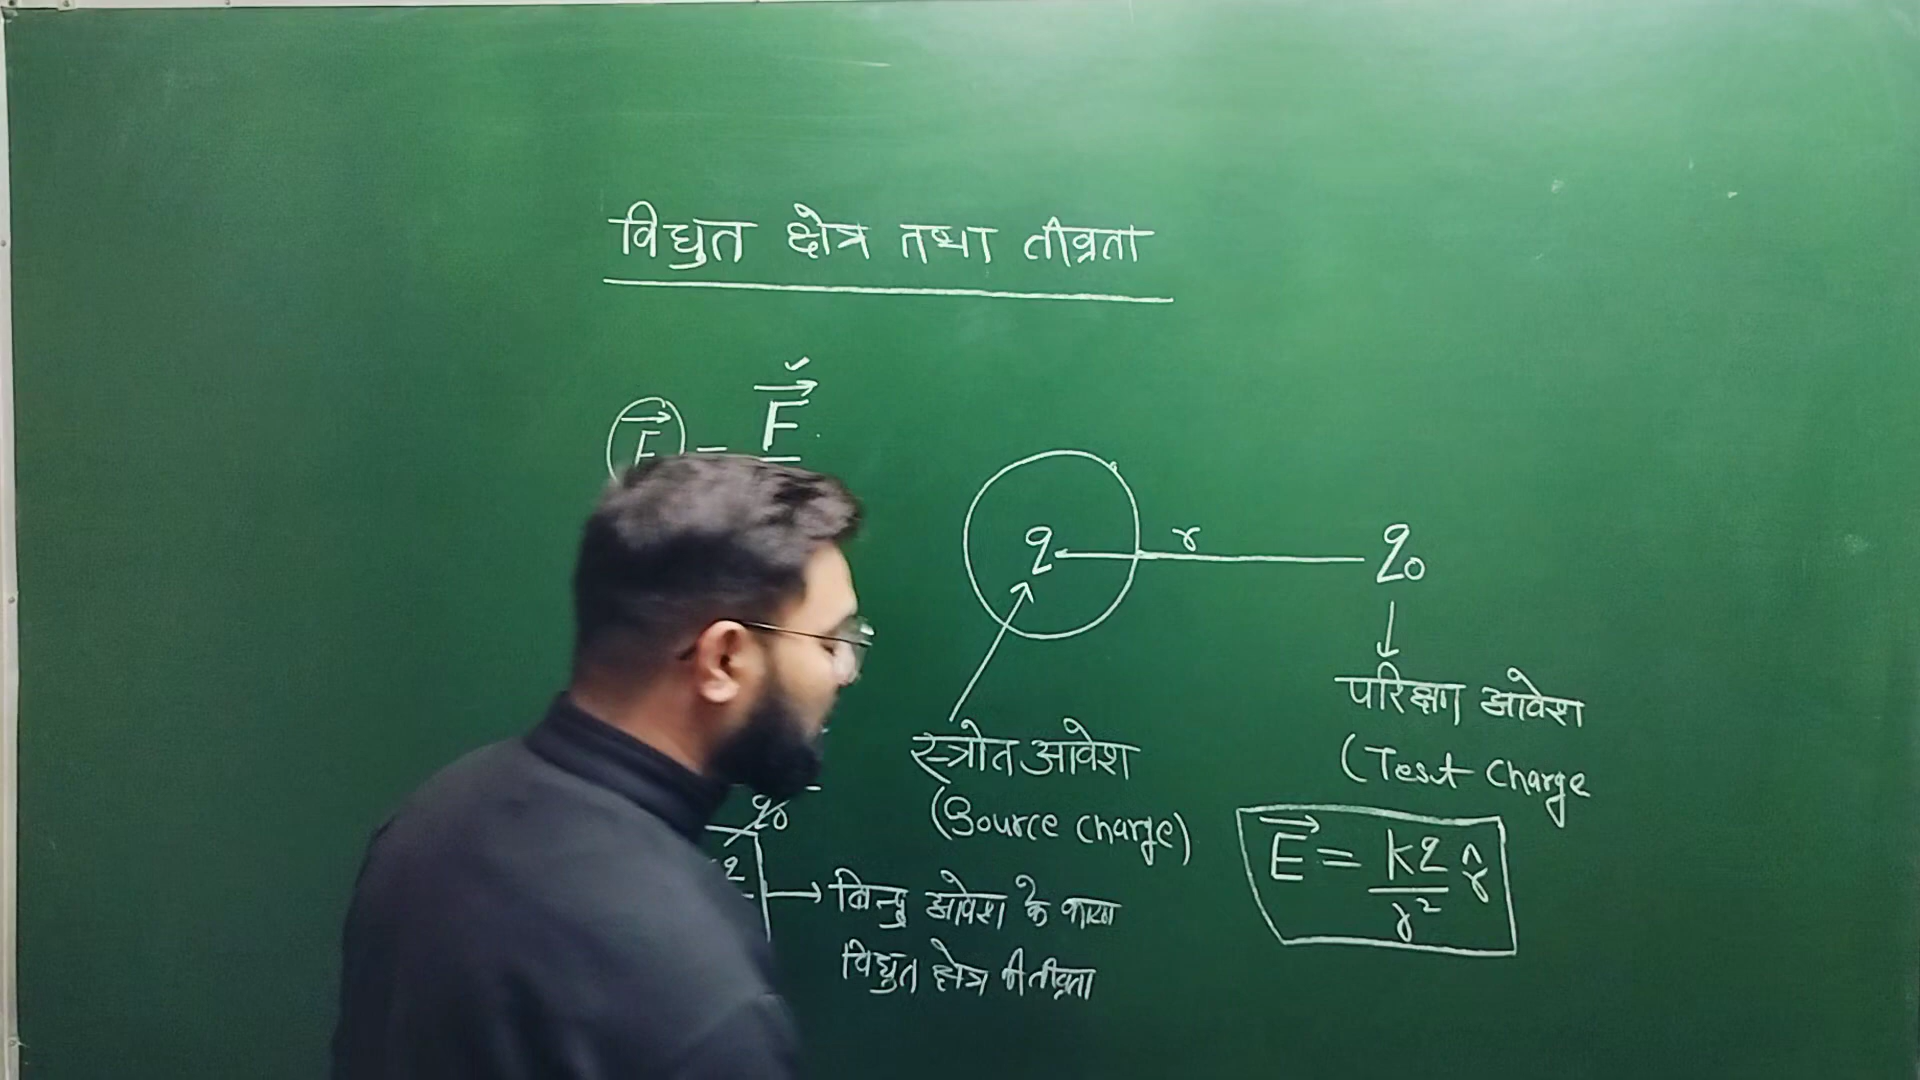 विद्युत क्षेत्र तथा तीव्रता
F
E =
q r q₀
परिक्षण आवेश
(Test Charge
स्त्रोत आवेश
(Source charge)
q₀
q
→ बिन्दु आवेश के कारण
विद्युत क्षेत्र की तीव्रता
E = kq/r² r̂